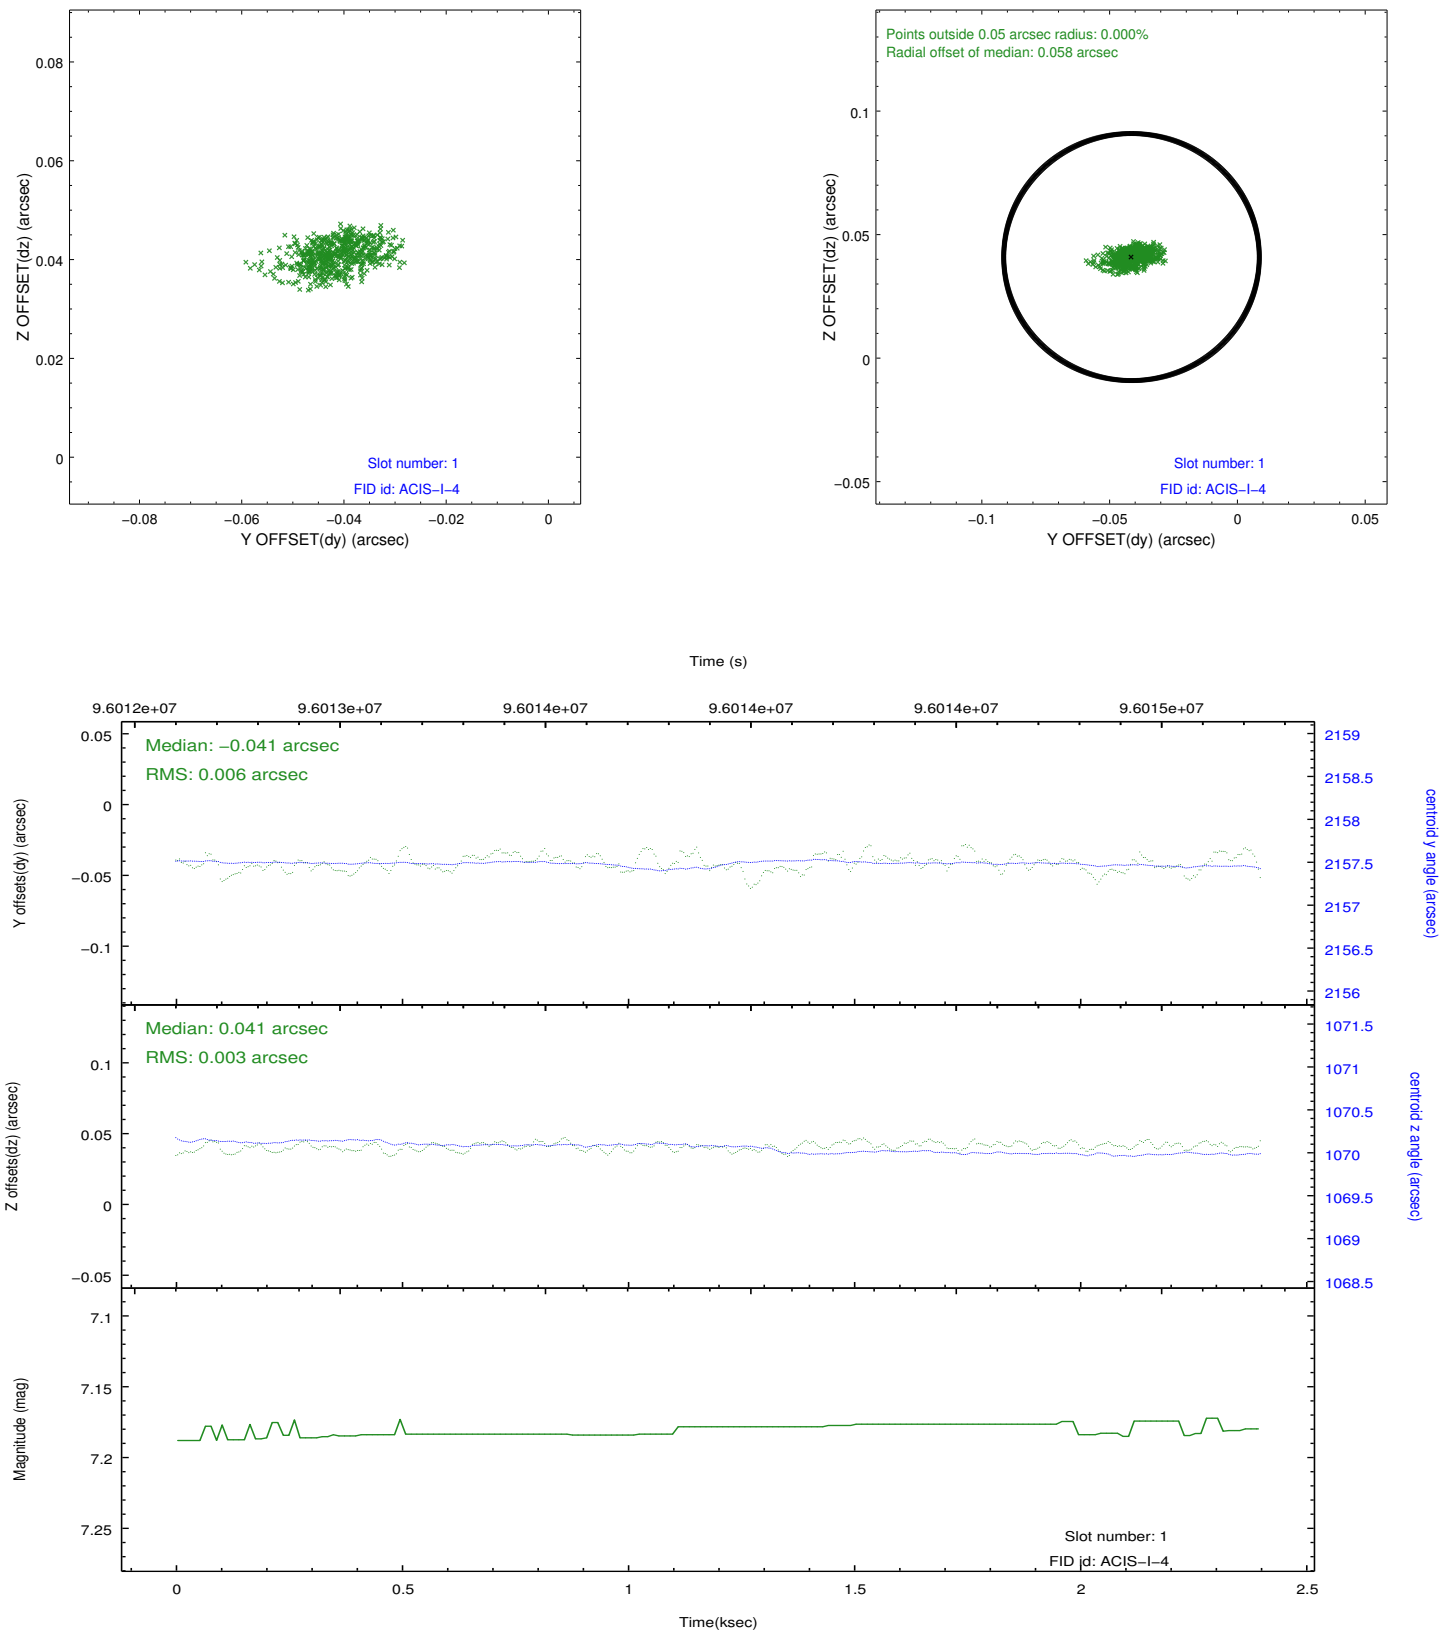 0.08
0.06
0.04
0.02
0
Z OFFSET(dz) (arcsec)
Slot number: 1
FID id: ACIS−I−4
−0.08 −0.06 −0.04 −0.02 0
Y OFFSET(dy) (arcsec)
Points outside 0.05 arcsec radius: 0.000%
Radial offset of median: 0.058 arcsec
0.1
0.05
0
−0.05
Z OFFSET(dz) (arcsec)
Slot number: 1
FID id: ACIS−I−4
−0.1 −0.05 0 0.05
Y OFFSET(dy) (arcsec)
Time (s)
9.6012e+07 9.6013e+07 9.6014e+07 9.6014e+07 9.6014e+07 9.6015e+07
Median: −0.041 arcsec
RMS: 0.006 arcsec
0.05
0
−0.05
−0.1
Y offsets(dy) (arcsec)
2159
2158.5
2158
2157.5
2157
2156.5
2156
centroid y angle (arcsec)
Median: 0.041 arcsec
RMS: 0.003 arcsec
0.1
0.05
0
−0.05
Z offsets(dz) (arcsec)
1071.5
1071
1070.5
1070
1069.5
1069
1068.5
centroid z angle (arcsec)
7.1
7.15
7.2
7.25
Magnitude (mag)
Slot number: 1
FID id: ACIS−I−4
0 0.5 1 1.5 2 2.5
Time(ksec)